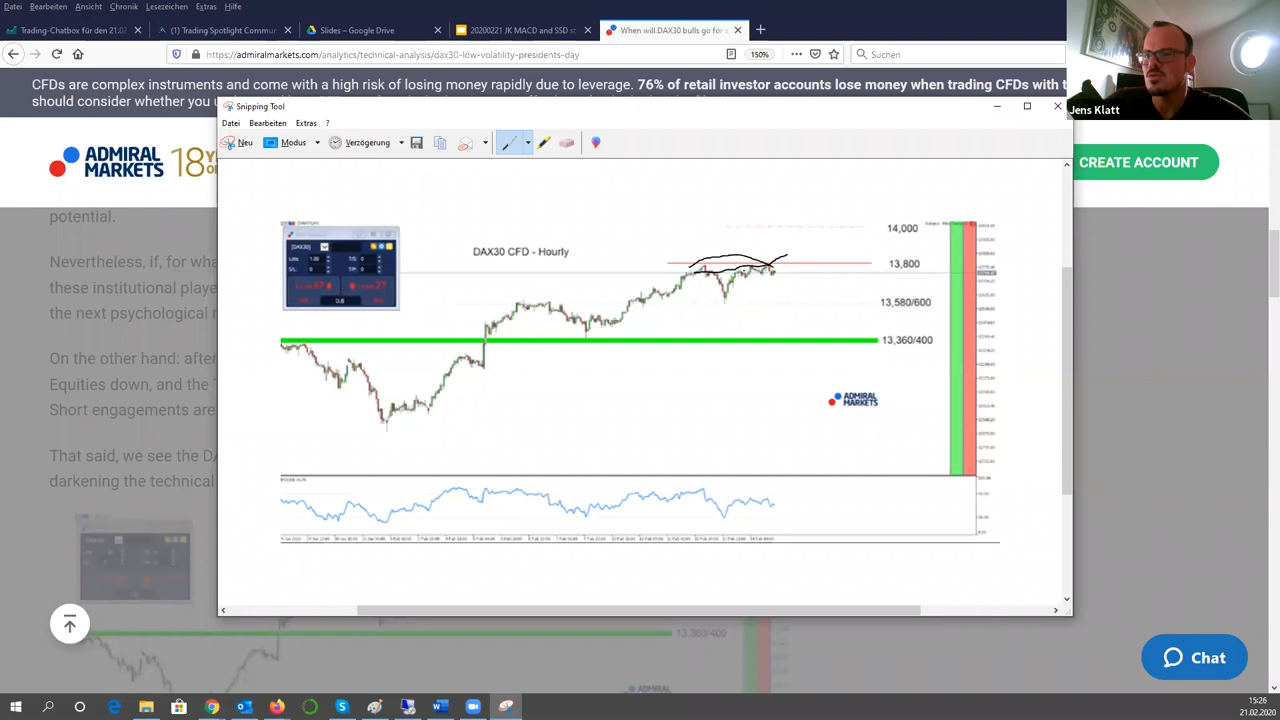 Datei Bearbeiten Ansicht Chronik Lesezeichen Extras Hilfe
Trading-Chatbox für den 21.02
(1) Trading Spotlight Commun
Slides – Google Drive
20200221 JK MACD and SSD st
When will DAX30 bulls go for a
https://admiralmarkets.com/analytics/technical-analysis/dax30-low-volatility-presidents-day
150%
Suchen
CFDs are complex instruments and come with a high risk of losing money rapidly due to leverage. 76% of retail investor accounts lose money when trading CFDs with t
should consider whether you u
Jens Klatt
Snipping Tool
Datei Bearbeiten Extras ?
Neu Modus Verzögerung
ADMIRAL
MARKETS
18 Y
CREATE ACCOUNT
potential.
Nevertheless, if, for wha
these institutional playe
the next psychological r
On the other hand: after
Equities down, and the
Short engagements are
That said, we see the DA
darkening the technical
DAX30 CFD - Hourly
14,000
13,800
13,580/600
13,360/400
ADMIRAL
MARKETS
13,360/400
Chat
15:26
21.02.2020